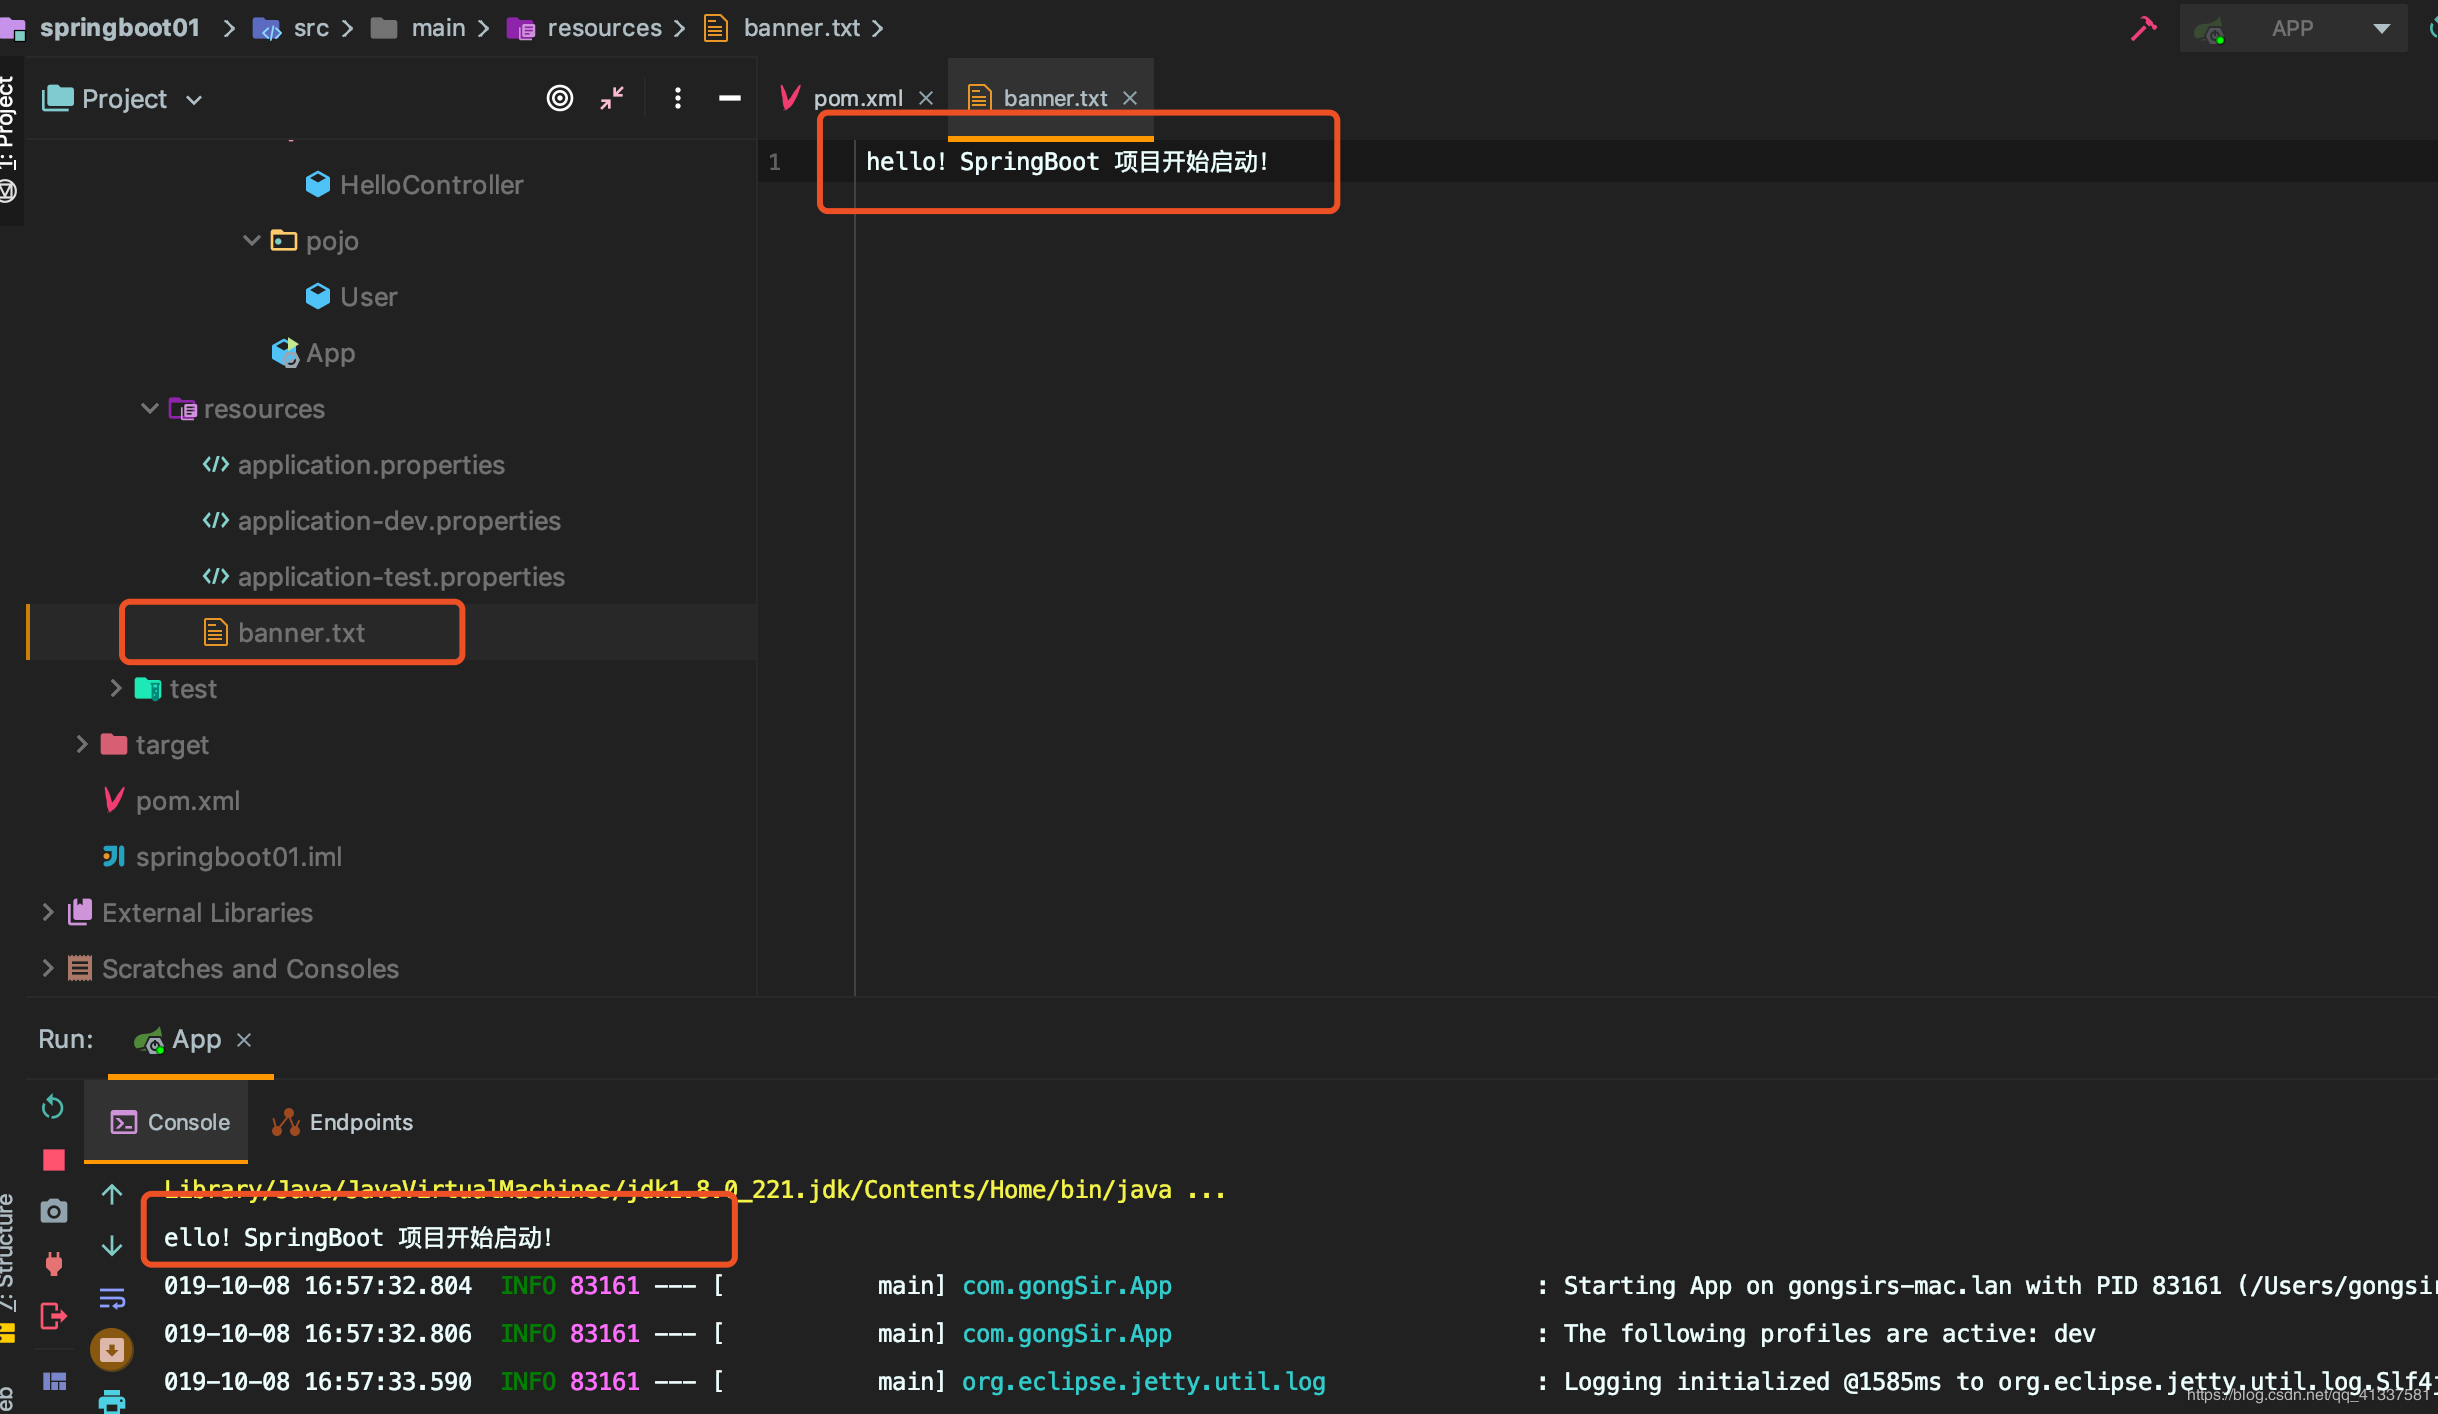 springboot01 src main resources banner.txt
APP
1: Project
Project
pom.xml banner.txt
1 hello! SpringBoot 项目开始启动!
HelloController
pojo
User
App
resources
application.properties
application-dev.properties
application-test.properties
banner.txt
test
target
pom.xml
springboot01.iml
External Libraries
Scratches and Consoles
Run: App
Console Endpoints
Library/Java/JavaVirtualMachines/jdk1.8.0_221.jdk/Contents/Home/bin/java ...
ello! SpringBoot 项目开始启动!
019-10-08 16:57:32.804 INFO 83161 --- [ main] com.gongSir.App : Starting App on gongsirs-mac.lan with PID 83161 (/Users/gongsir
019-10-08 16:57:32.806 INFO 83161 --- [ main] com.gongSir.App : The following profiles are active: dev
019-10-08 16:57:33.590 INFO 83161 --- [ main] org.eclipse.jetty.util.log : Logging initialized @1585ms to org.eclipse.jetty.util.log.Slf4j
Z: Structure
eb
https://blog.csdn.net/qq_41337581